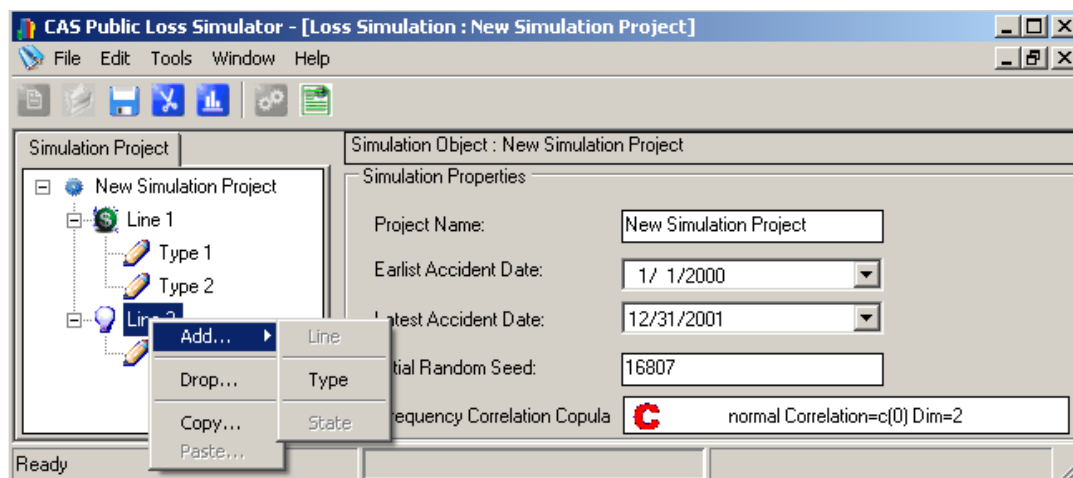 CAS Public Loss Simulator - [Loss Simulation : New Simulation Project]
File Edit Tools Window Help
Simulation Project
New Simulation Project
Line 1
Type 1
Type 2
Add...
Drop...
Copy...
Paste...
Line
Type
State
Simulation Object : New Simulation Project
Simulation Properties
Project Name: New Simulation Project
Earlist Accident Date: 1/ 1/2000
Latest Accident Date: 12/31/2001
Random Seed: 16807
Correlation Copula C normal Correlation=c(0) Dim=2
Ready